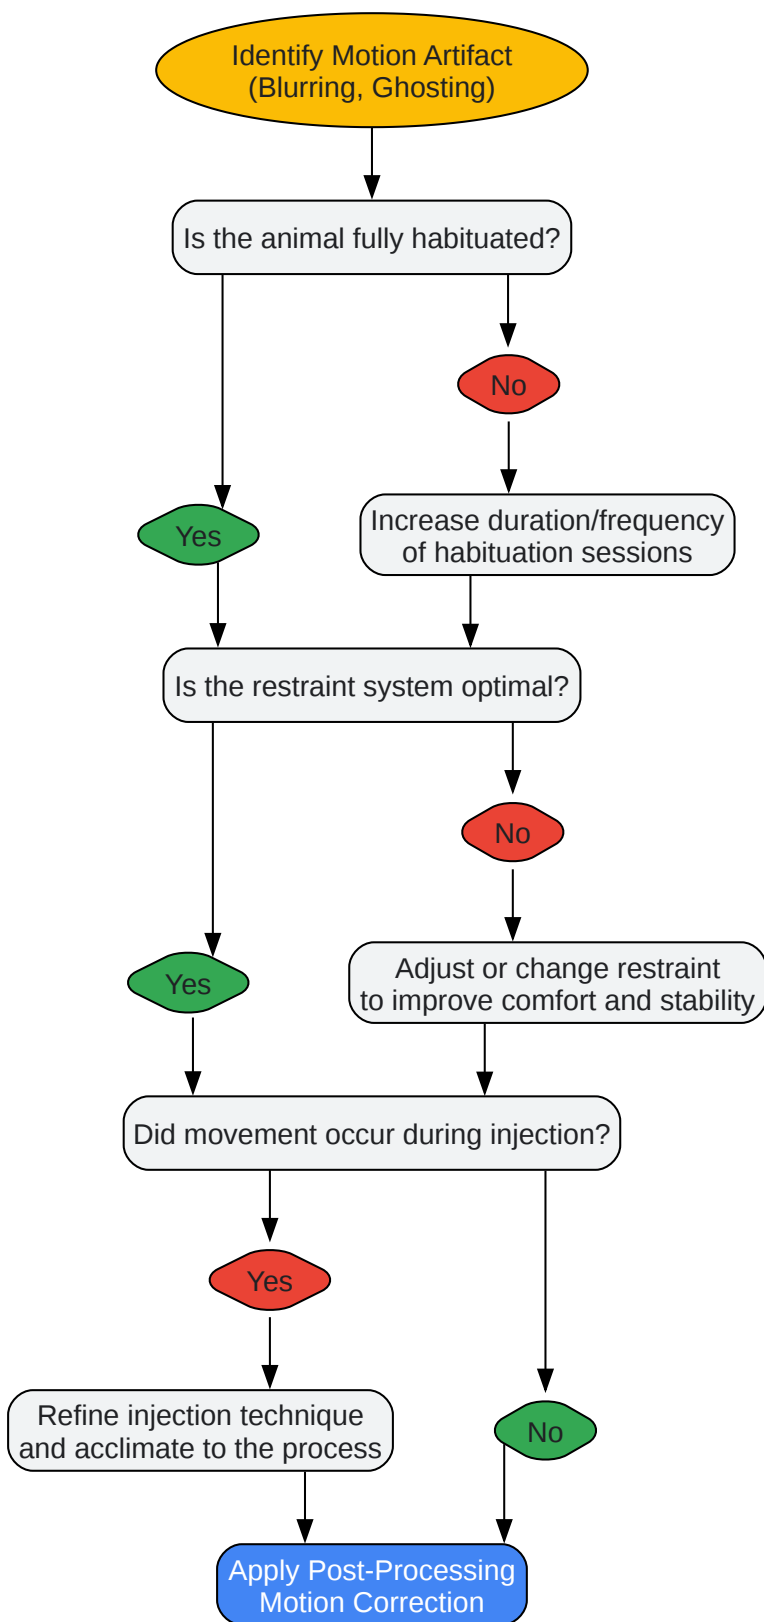 Identify Motion Artifact
(Blurring, Ghosting)
Is the animal fully habituated?
No
Yes
Increase duration/frequency
of habituation sessions
Is the restraint system optimal?
No
Yes
Adjust or change restraint
to improve comfort and stability
Did movement occur during injection?
Yes
Refine injection technique
and acclimate to the process
No
Apply Post-Processing
Motion Correction